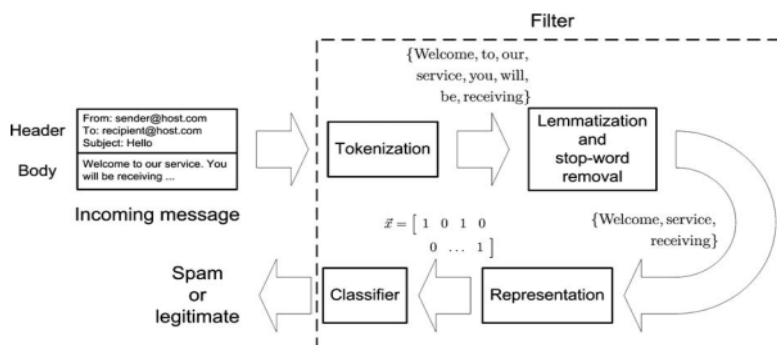 Filter
{Welcome, to, our,
service, you, will,
be, receiving}
Header
From: sender@host.com
To: recipient@host.com
Subject: Hello
Body
Welcome to our service. You
will be receiving ...
Incoming message
Tokenization
Lemmatization
and
stop-word
removal
{Welcome, service,
receiving}
x⃗ = [ 1 0 1 0
0 ... 1 ]
Representation
Classifier
Spam
or
legitimate